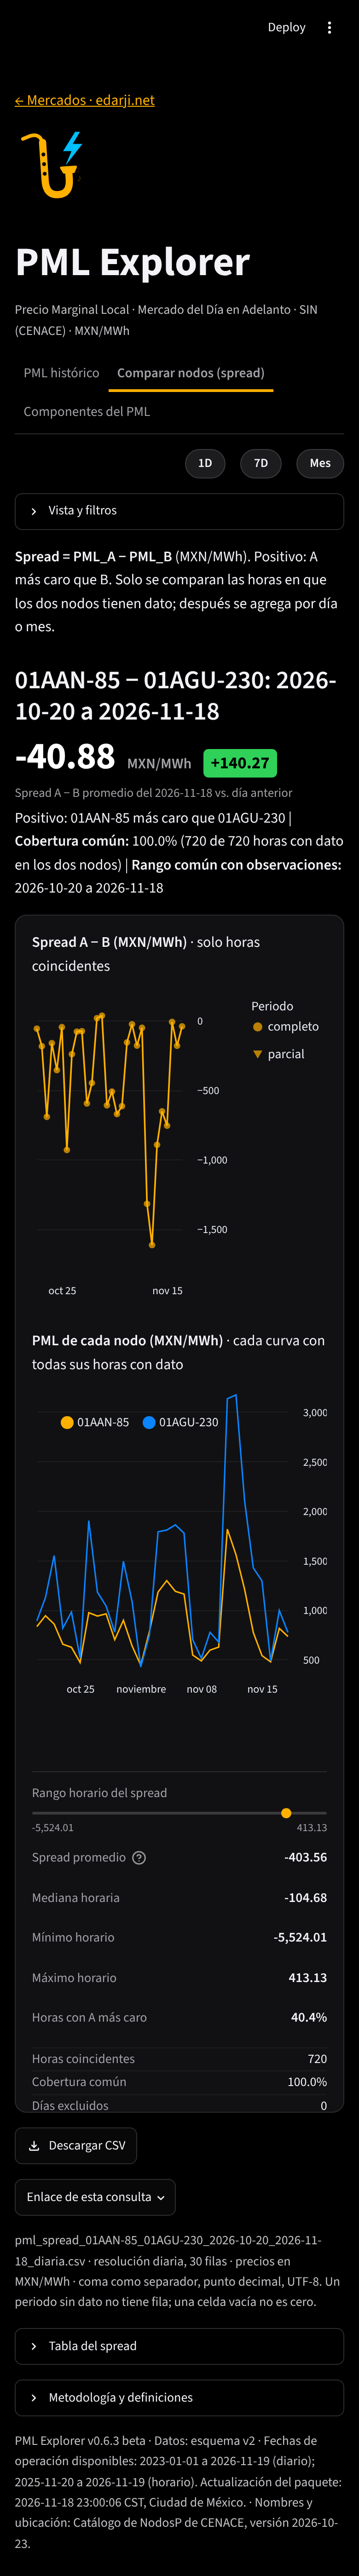 Deploy
← Mercados · edarji.net
PML Explorer
Precio Marginal Local · Mercado del Día en Adelanto · SIN
(CENACE) · MXN/MWh
PML histórico
Comparar nodos (spread)
Componentes del PML
1D
7D
Mes
Vista y filtros
Spread = PML_A − PML_B (MXN/MWh). Positivo: A
más caro que B. Solo se comparan las horas en que
los dos nodos tienen dato; después se agrega por día
o mes.
01AAN-85 − 01AGU-230: 2026-
10-20 a 2026-11-18
-40.88 MXN/MWh +140.27
Spread A − B promedio del 2026-11-18 vs. día anterior
Positivo: 01AAN-85 más caro que 01AGU-230 |
Cobertura común: 100.0% (720 de 720 horas con dato
en los dos nodos) | Rango común con observaciones:
2026-10-20 a 2026-11-18
Spread A − B (MXN/MWh) · solo horas
coincidentes
Periodo
completo
parcial
0
−500
−1,000
−1,500
oct 25
nov 15
PML de cada nodo (MXN/MWh) · cada curva con
todas sus horas con dato
01AAN-85
01AGU-230
3,000
2,500
2,000
1,500
1,000
500
oct 25
noviembre
nov 08
nov 15
Rango horario del spread
-5,524.01
413.13
Spread promedio -403.56
Mediana horaria -104.68
Mínimo horario -5,524.01
Máximo horario 413.13
Horas con A más caro 40.4%
Horas coincidentes 720
Cobertura común 100.0%
Días excluidos 0
Descargar CSV
Enlace de esta consulta
pml_spread_01AAN-85_01AGU-230_2026-10-20_2026-11-
18_diaria.csv · resolución diaria, 30 filas · precios en
MXN/MWh · coma como separador, punto decimal, UTF-8. Un
periodo sin dato no tiene fila; una celda vacía no es cero.
Tabla del spread
Metodología y definiciones
PML Explorer v0.6.3 beta · Datos: esquema v2 · Fechas de
operación disponibles: 2023-01-01 a 2026-11-19 (diario);
2025-11-20 a 2026-11-19 (horario). Actualización del paquete:
2026-11-18 23:00:06 CST, Ciudad de México. · Nombres y
ubicación: Catálogo de NodosP de CENACE, versión 2026-10-
23.